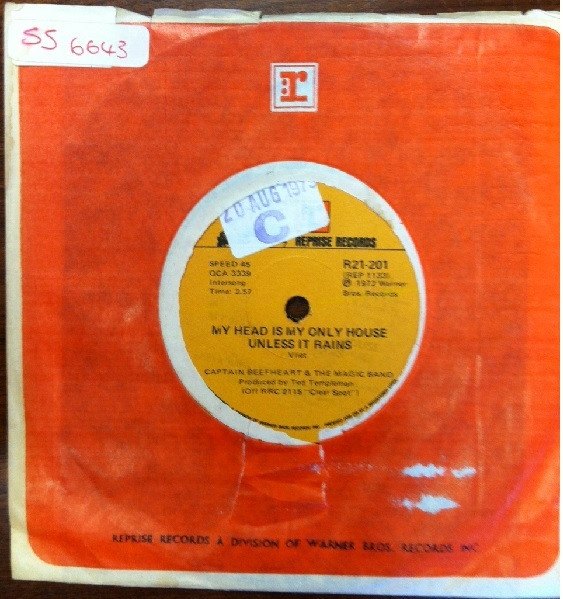 SS 6643
r
20 AUG 1973
C
REPRISE RECORDS
SPEED 45
OCA 3339
Intersong
Time: 2.57
R21-201
(REP 1133)
℗ 1972 Warner
Bros. Records
MY HEAD IS MY ONLY HOUSE
UNLESS IT RAINS
Vliet
CAPTAIN BEEFHEART & THE MAGIC BAND
Produced by Ted Templeman
(OH RRC 2115 "Clear Spot")
REPRISE RECORDS A DIVISION OF WARNER BROS. RECORDS INC